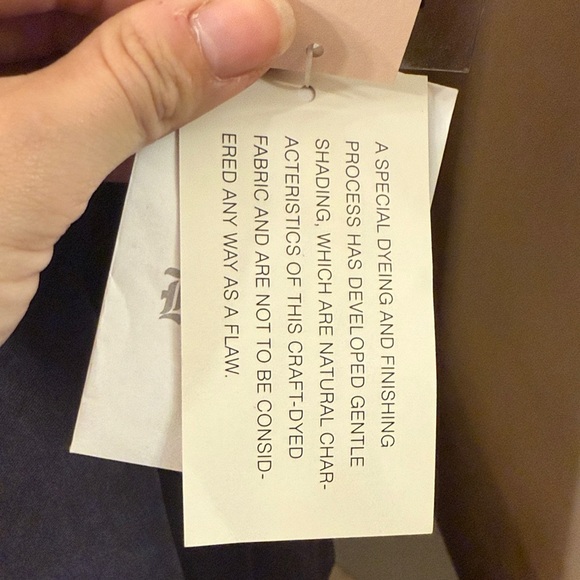 A SPECIAL DYEING AND FINISHING
PROCESS HAS DEVELOPED GENTLE
SHADING, WHICH ARE NATURAL CHAR-
ACTERISTICS OF THIS CRAFT-DYED
FABRIC AND ARE NOT TO BE CONSID-
ERED ANY WAY AS A FLAW.